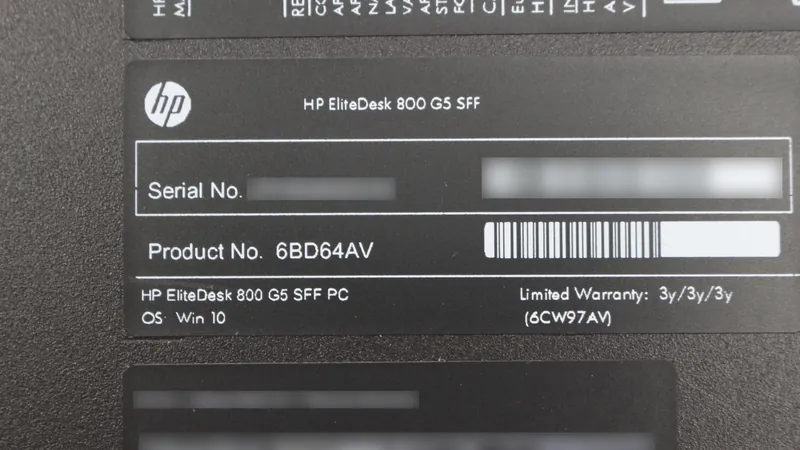 hp
HP EliteDesk 800 G5 SFF
Serial No.
Product No. 6BD64AV
HP EliteDesk 800 G5 SFF PC
OS Win 10
Limited Warranty: 3y/3y/3y
(6CW97AV)